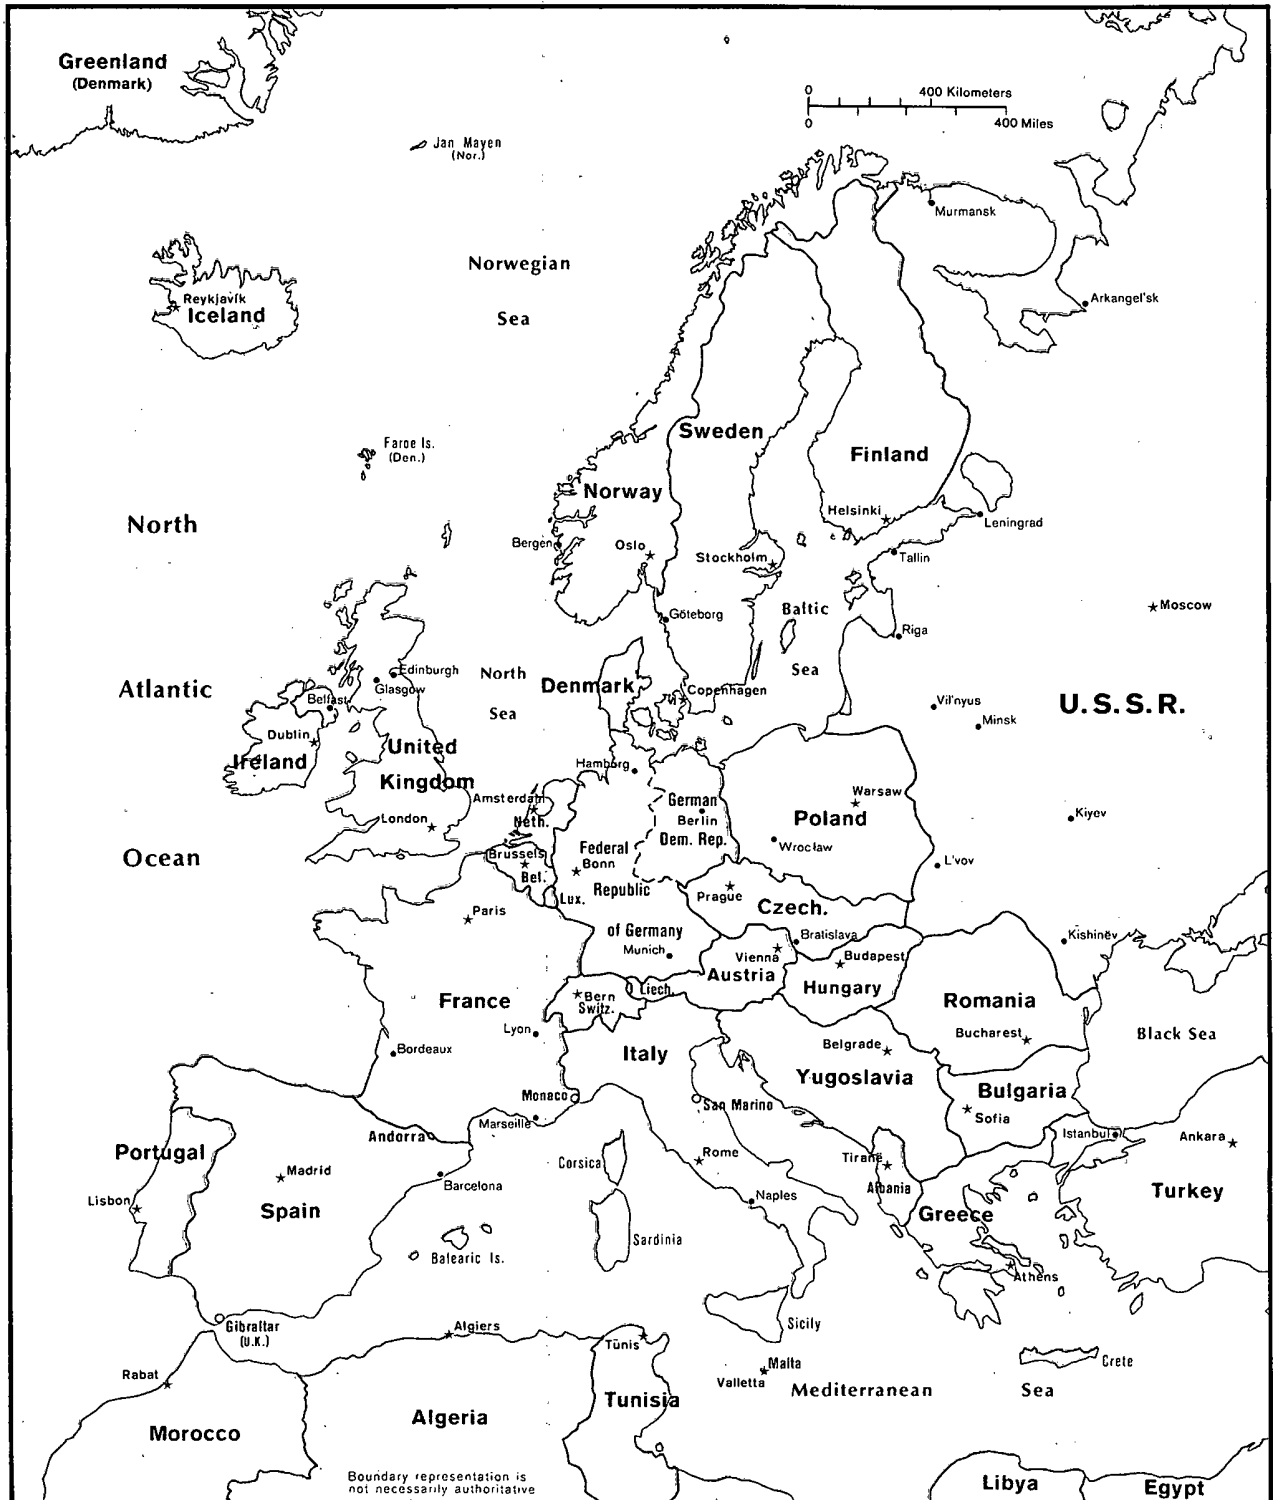 Greenland
(Denmark)
0 400 Kilometers
0 400 Miles
Jan Mayen
(Nor.)
Murmansk
Norwegian
Sea
Arkangel'sk
Reykjavík
Iceland
Sweden
Faroe Is.
(Den.)
Finland
Norway
Helsinki
Leningrad
North
Bergen
Oslo
Stockholm
Tallin
Baltic
Sea
Moscow
Göteborg
Riga
Edinburgh
Glasgow
North
Sea
Denmark
Copenhagen
Atlantic
Belfast
Vil'nyus
U.S.S.R.
Minsk
Dublin
Ireland
United
Kingdom
Hamburg
Amsterdam
Neth.
German
Berlin
Dem. Rep.
Warsaw
Poland
Kiyev
London
Wrocław
Ocean
Brussels
Bel.
Federal
Bonn
Republic
L'vov
Lux.
Prague
Czech.
Paris
of Germany
Munich
Bratislava
Kishinëv
Vienna
Austria
Budapest
Hungary
Liech.
Bern
Switz.
France
Romania
Lyon
Bucharest
Black Sea
Bordeaux
Italy
Belgrade
Yugoslavia
Bulgaria
Sofia
Monaco
San Marino
Marseille
Andorra
Istanbul
Ankara
Portugal
Corsica
Rome
Tiranë
Albania
Madrid
Barcelona
Turkey
Lisbon
Spain
Naples
Greece
Sardinia
Balearic Is.
Athens
Gibraltar
(U.K.)
Sicily
Algiers
Tunis
Rabat
Malta
Valletta
Crete
Mediterranean Sea
Tunisia
Algeria
Morocco
Boundary representation is
not necessarily authoritative
Libya
Egypt